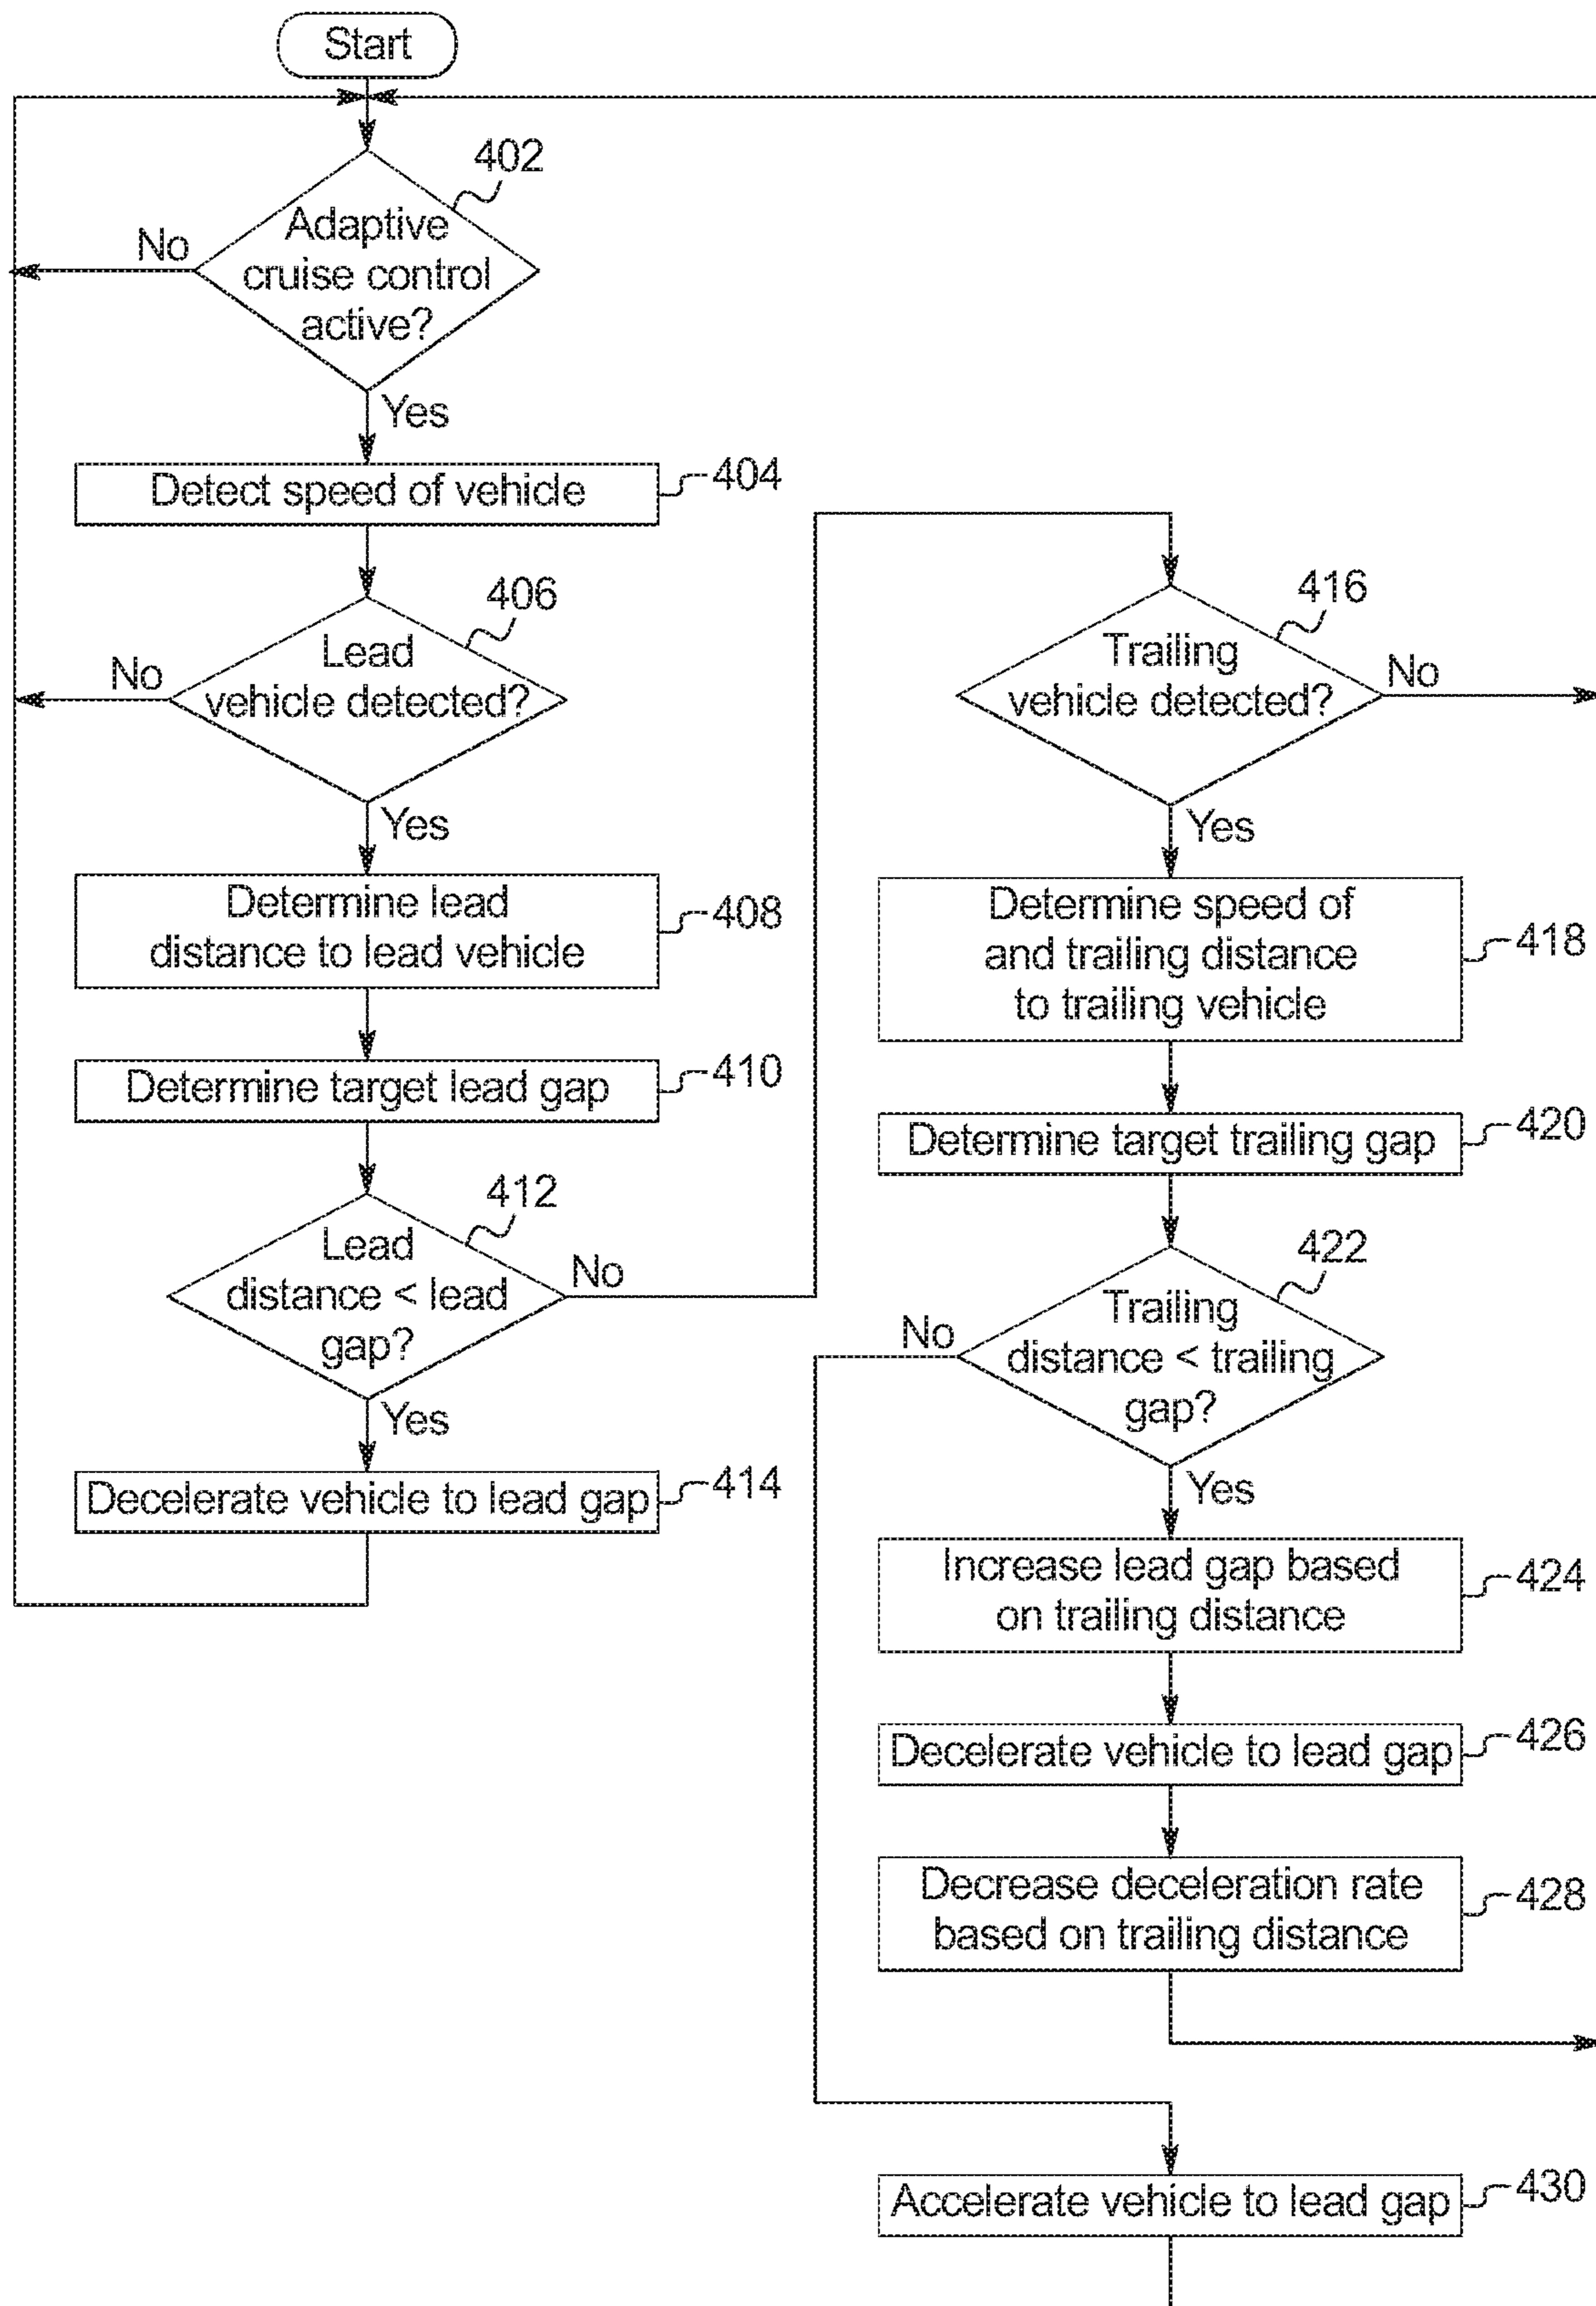 Start
402
Adaptive
cruise control
active?
No
Yes
Detect speed of vehicle
404
406
Lead
vehicle detected?
No
Yes
Determine lead
distance to lead vehicle
408
Determine target lead gap
410
412
Lead
distance < lead
gap?
No
Yes
Decelerate vehicle to lead gap
414
416
Trailing
vehicle detected?
No
Yes
Determine speed of
and trailing distance
to trailing vehicle
418
Determine target trailing gap
420
422
Trailing
distance < trailing
gap?
No
Yes
Increase lead gap based
on trailing distance
424
Decelerate vehicle to lead gap
426
Decrease deceleration rate
based on trailing distance
428
Accelerate vehicle to lead gap
430